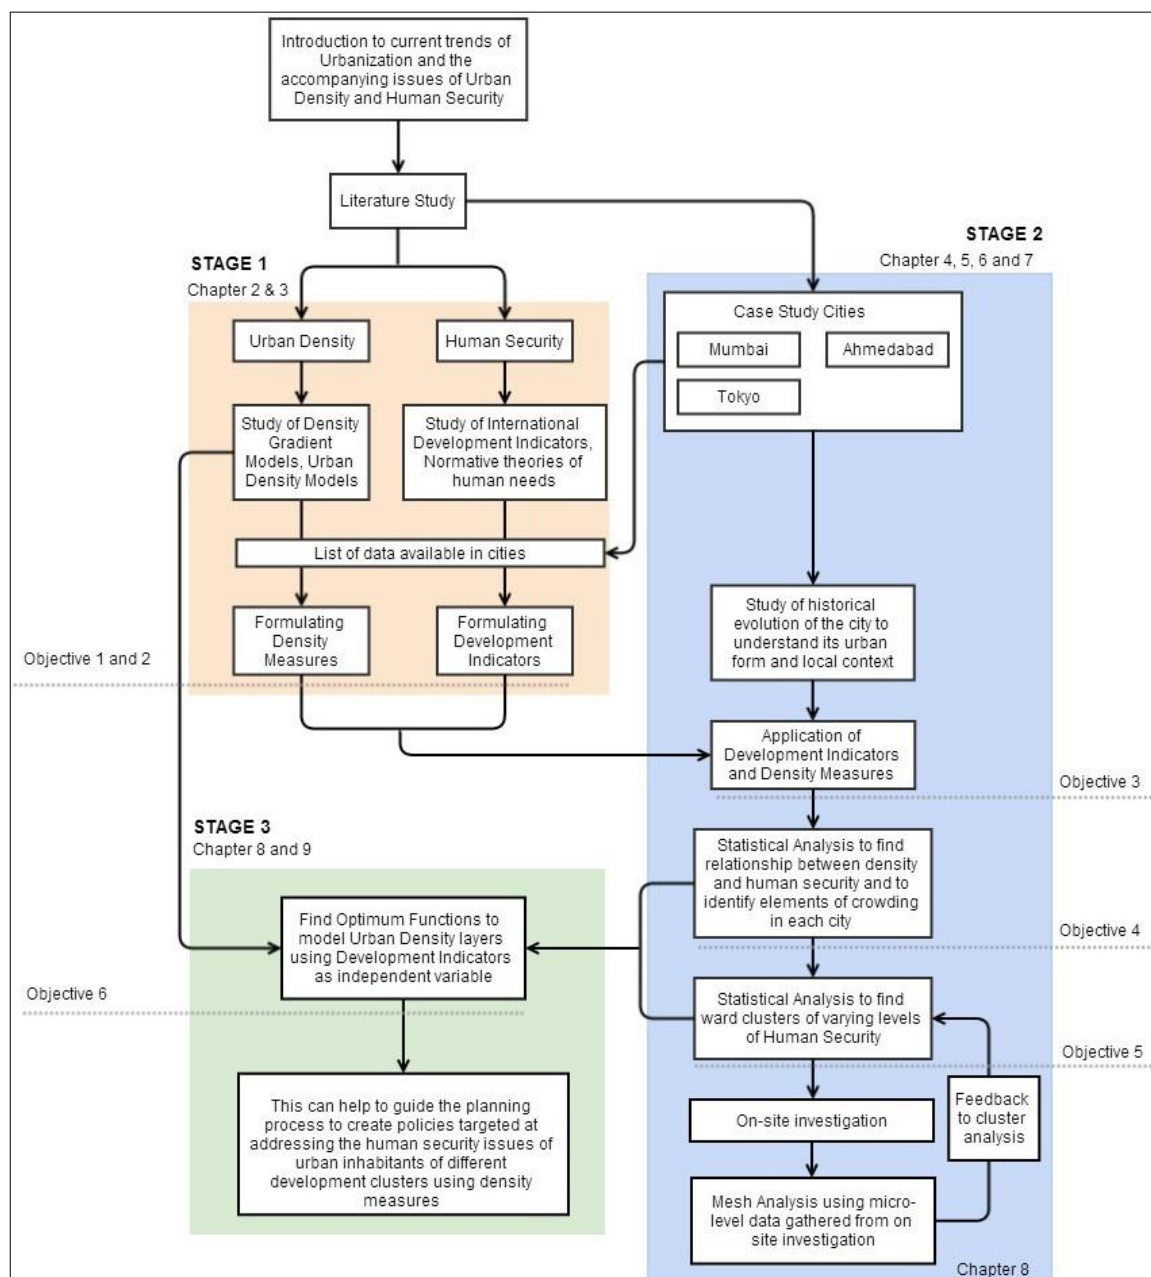 Introduction to current trends of
Urbanization and the
accompanying issues of Urban
Density and Human Security
Literature Study
STAGE 1
Chapter 2 & 3
Urban Density
Human Security
Study of Density
Gradient
Models, Urban
Density Models
Study of International
Development Indicators,
Normative theories of
human needs
List of data available in cities
Formulating
Density
Measures
Formulating
Development
Indicators
Objective 1 and 2
STAGE 2
Chapter 4, 5, 6 and 7
Case Study Cities
Mumbai
Ahmedabad
Tokyo
Study of historical
evolution of the city to
understand its urban
form and local context
Application of
Development Indicators
and Density Measures
Objective 3
Statistical Analysis to find
relationship between density
and human security and to
identify elements of crowding
in each city
Objective 4
Statistical Analysis to find
ward clusters of varying levels
of Human Security
Objective 5
On-site investigation
Feedback
to cluster
analysis
Mesh Analysis using micro-
level data gathered from on
site investigation
Chapter 8
STAGE 3
Chapter 8 and 9
Find Optimum Functions to
model Urban Density layers
using Development Indicators
as independent variable
Objective 6
This can help to guide the planning
process to create policies targeted at
addressing the human security issues of
urban inhabitants of different
development clusters using density
measures